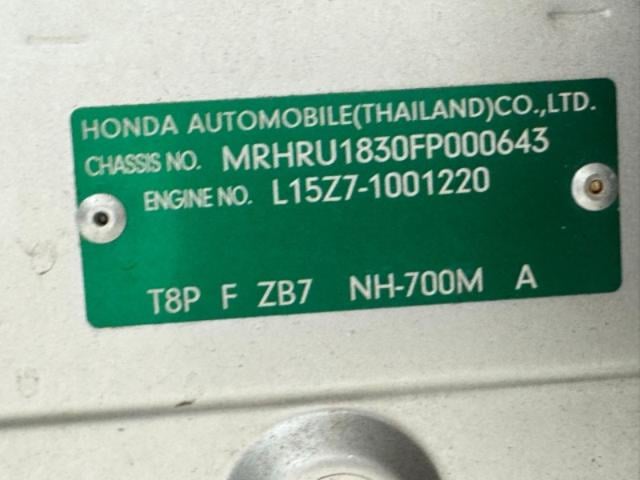 HONDA AUTOMOBILE(THAILAND)CO.,LTD.
CHASSIS NO. MRHRU1830FP000643
ENGINE NO. L15Z7-1001220
T8P F ZB7 NH-700M A